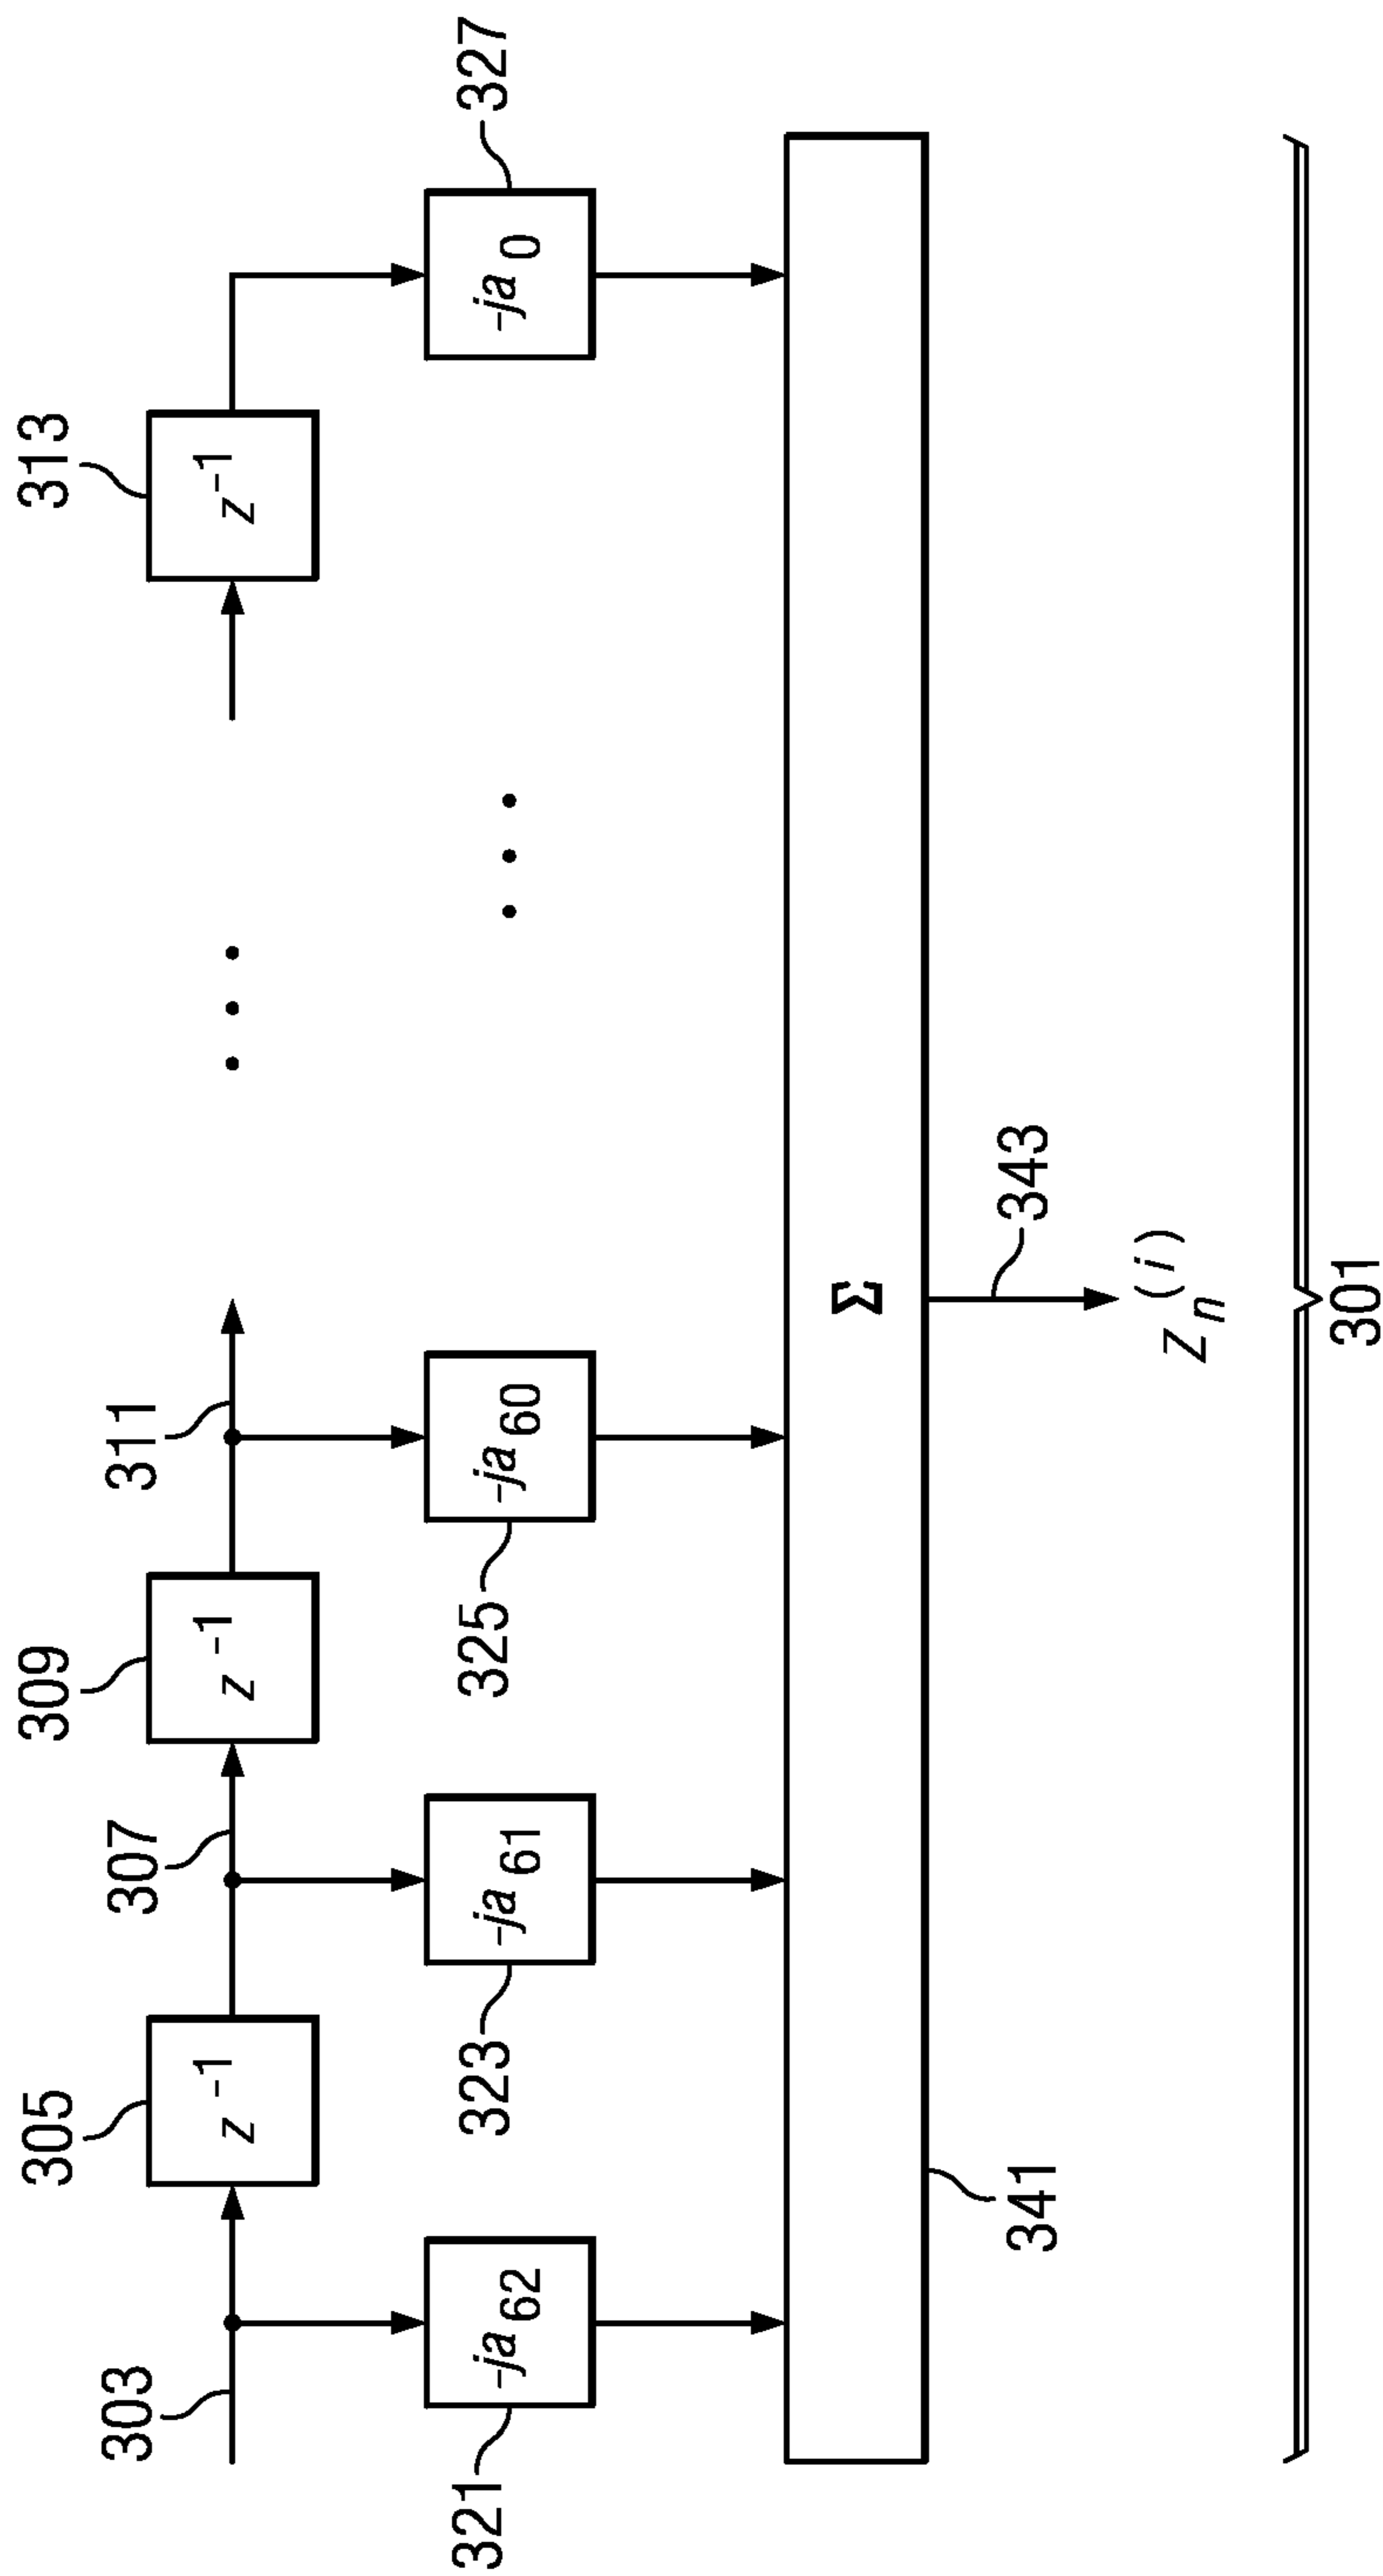 305
309
313
z⁻¹
z⁻¹
z⁻¹
303
307
311
-ja₆₂
-ja₆₁
-ja₆₀
-ja₀
321
323
325
327
Σ
341
343
zₙ⁽ⁱ⁾
301